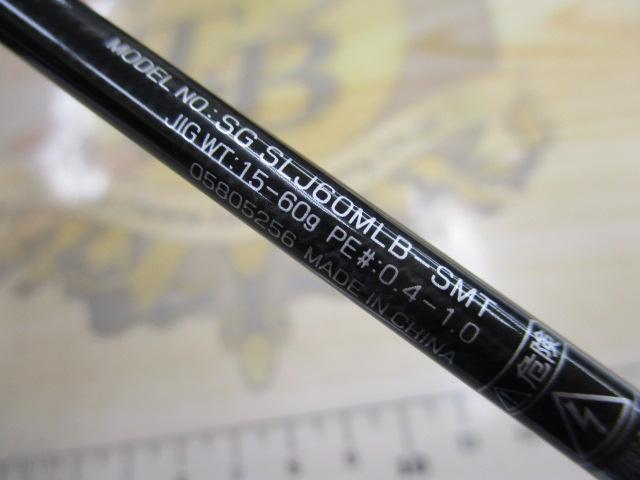 MODEL NO.: SG SLJ60MLB-SMT
JIG WT: 15-60g PE#: 0.4-1.0
05805256 MADE IN CHINA
危険